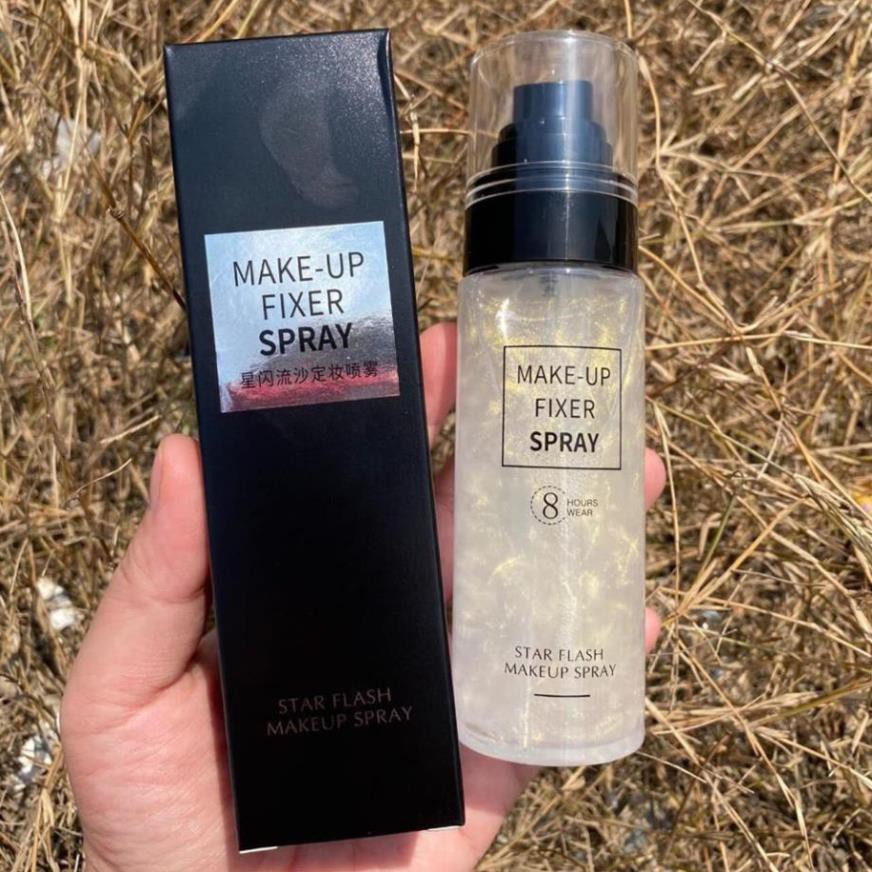 MAKE-UP
FIXER
SPRAY
星闪流沙定妆喷雾
STAR FLASH
MAKEUP SPRAY
MAKE-UP
FIXER
SPRAY
8 HOURS
WEAR
STAR FLASH
MAKEUP SPRAY